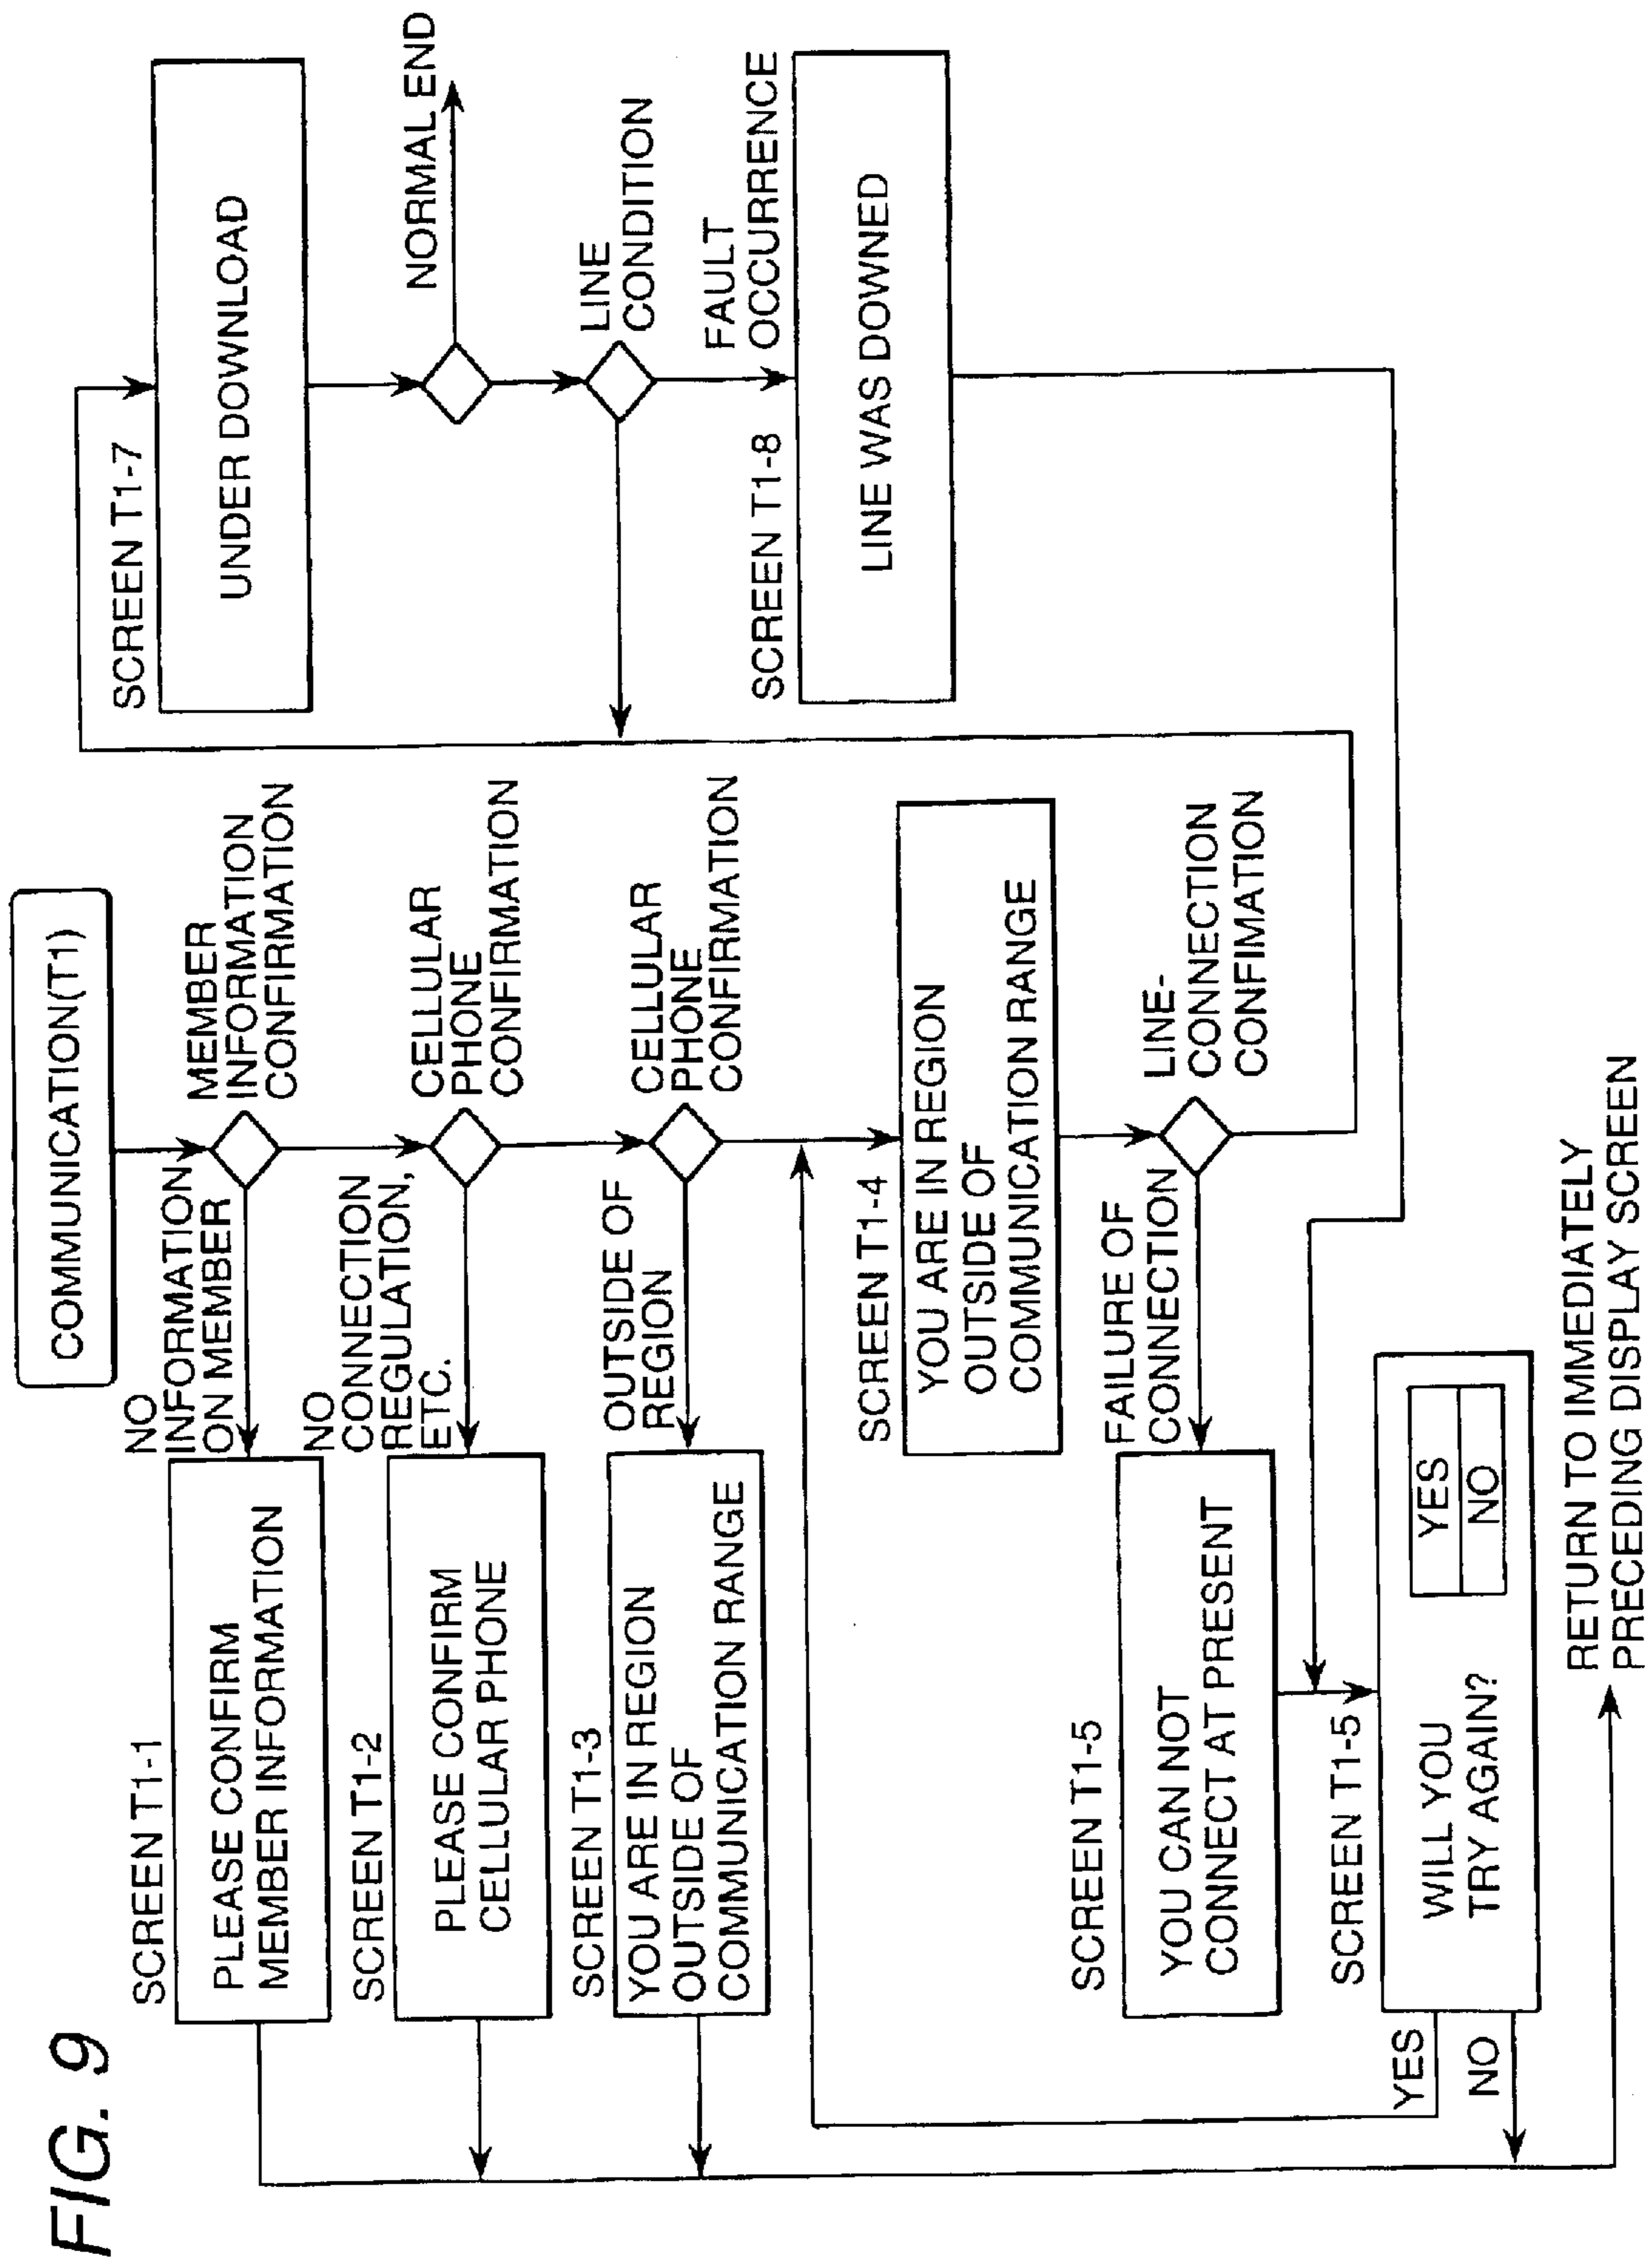 FIG. 9
COMMUNICATION(T1)
MEMBER
INFORMATION
CONFIRMATION
NO
INFORMATION
ON MEMBER
SCREEN T1-1
PLEASE CONFIRM
MEMBER INFORMATION
CELLULAR
PHONE
CONFIRMATION
NO
CONNECTION
REGULATION,
ETC.
SCREEN T1-2
PLEASE CONFIRM
CELLULAR PHONE
CELLULAR
PHONE
CONFIRMATION
OUTSIDE OF
REGION
SCREEN T1-3
YOU ARE IN REGION
OUTSIDE OF
COMMUNICATION RANGE
SCREEN T1-4
YOU ARE IN REGION
OUTSIDE OF
COMMUNICATION RANGE
LINE-
CONNECTION
CONFIMATION
FAILURE OF
CONNECTION
SCREEN T1-5
YOU CAN NOT
CONNECT AT PRESENT
SCREEN T1-5
WILL YOU
TRY AGAIN?
YES
NO
YES
NO
RETURN TO IMMEDIATELY
PRECEDING DISPLAY SCREEN
SCREEN T1-7
UNDER DOWNLOAD
NORMAL END
LINE
CONDITION
FAULT
OCCURRENCE
SCREEN T1-8
LINE WAS DOWNED